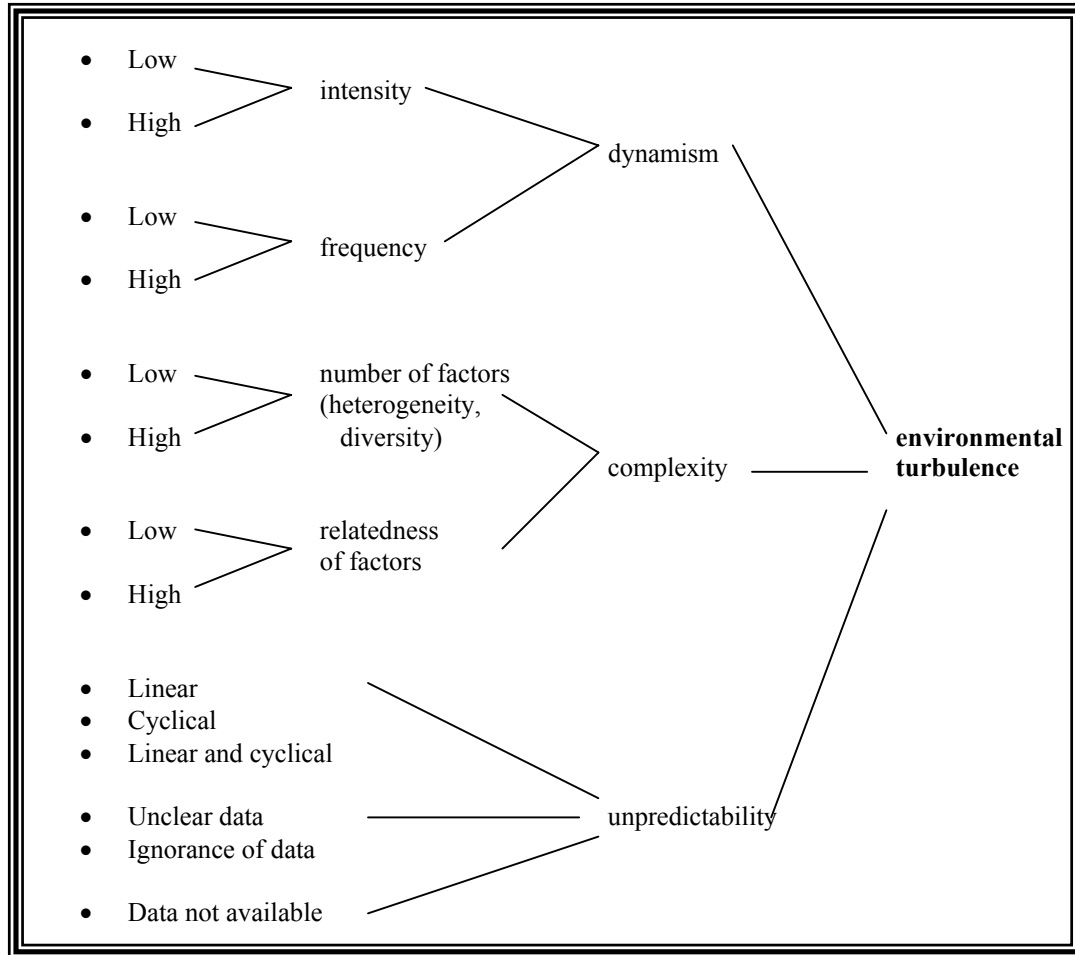 • Low
• High
intensity
dynamism
• Low
• High
frequency
• Low
• High
number of factors
(heterogeneity,
diversity)
complexity
environmental
turbulence
• Low
• High
relatedness
of factors
• Linear
• Cyclical
• Linear and cyclical
• Unclear data
• Ignorance of data
• Data not available
unpredictability